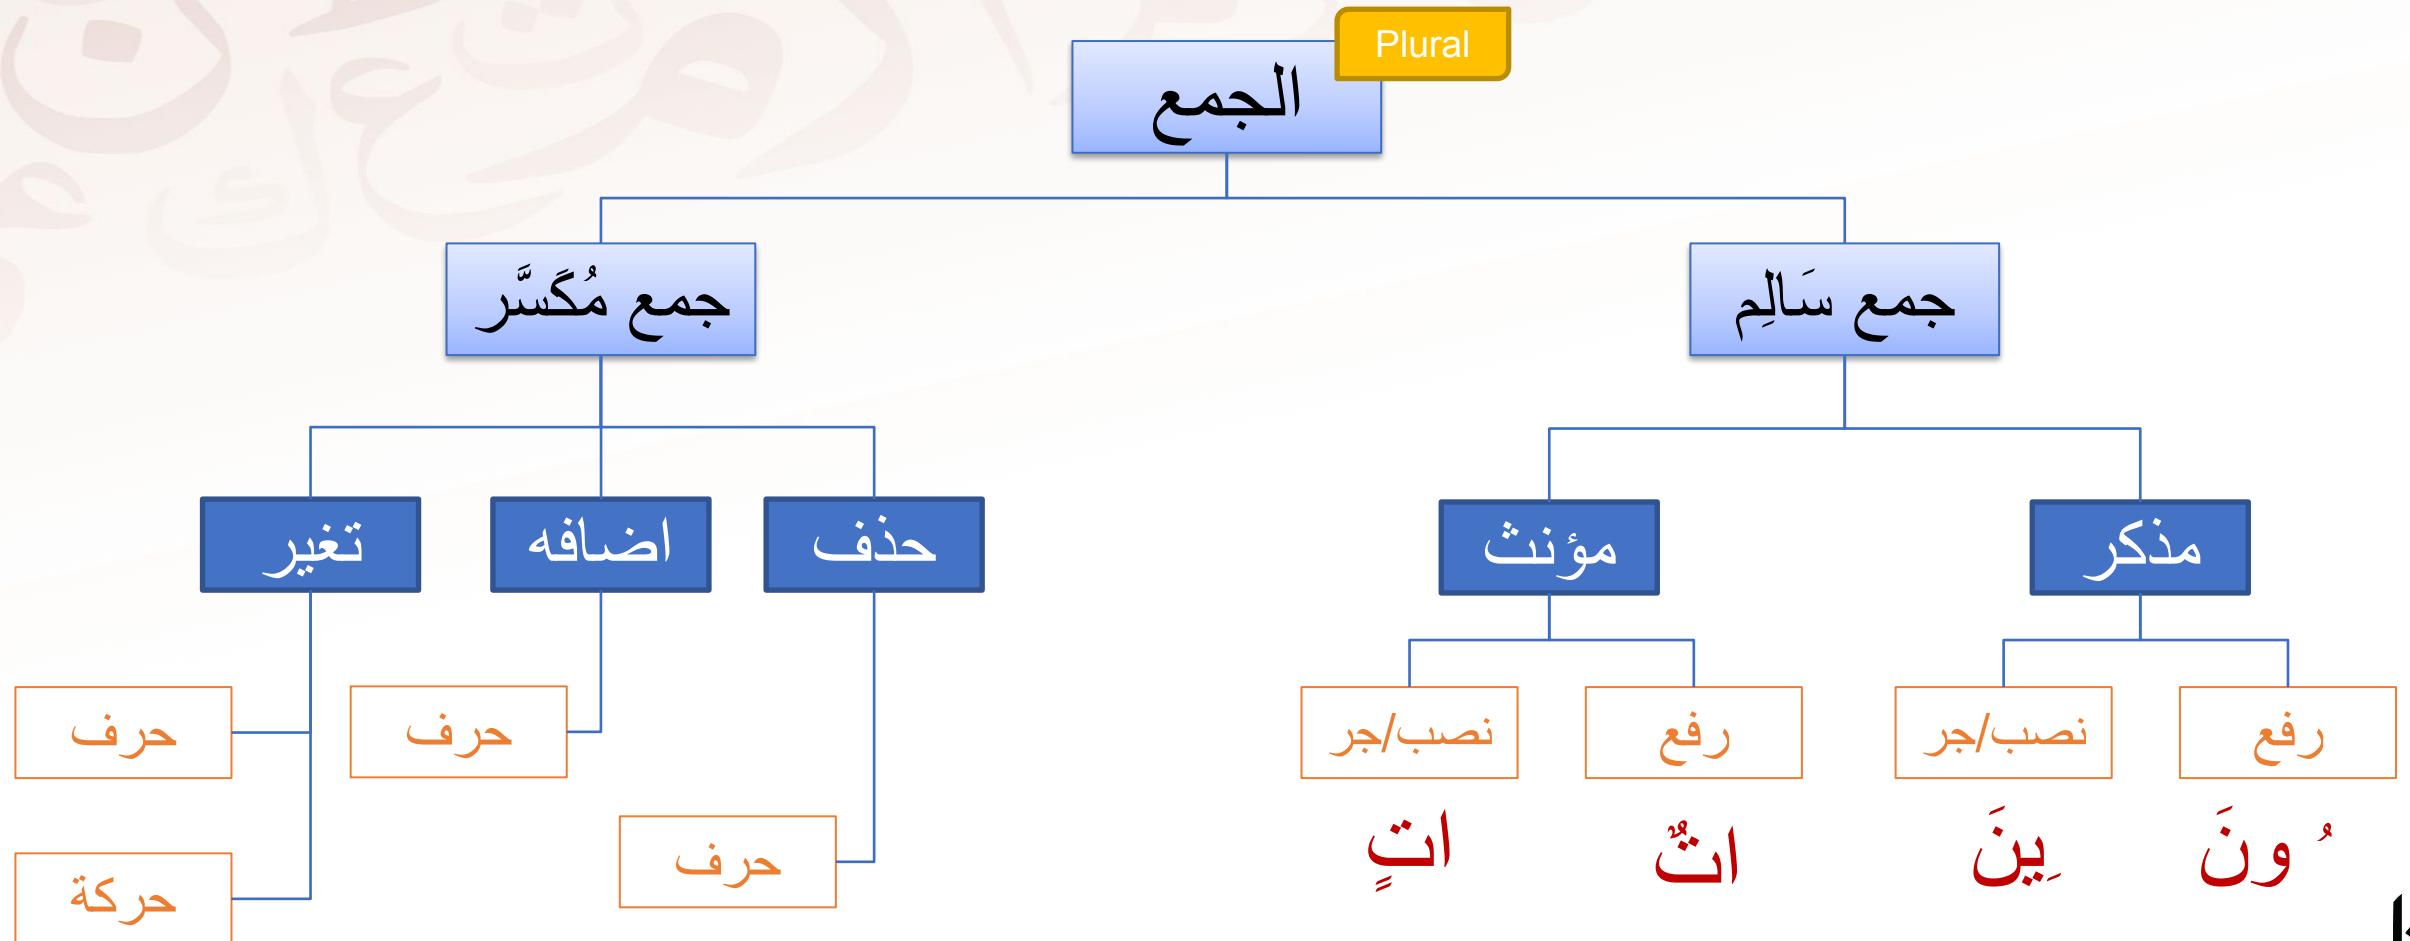 Plural
الجمع
جمع سَالِم
جمع مُكَسَّر
مذكر
مؤنث
حذف
اضافه
تغير
رفع
نصب/جر
رفع
نصب/جر
حرف
حرف
ُ ونَ
ِينَ
اتٌ
اتٍ
حرف
حركة